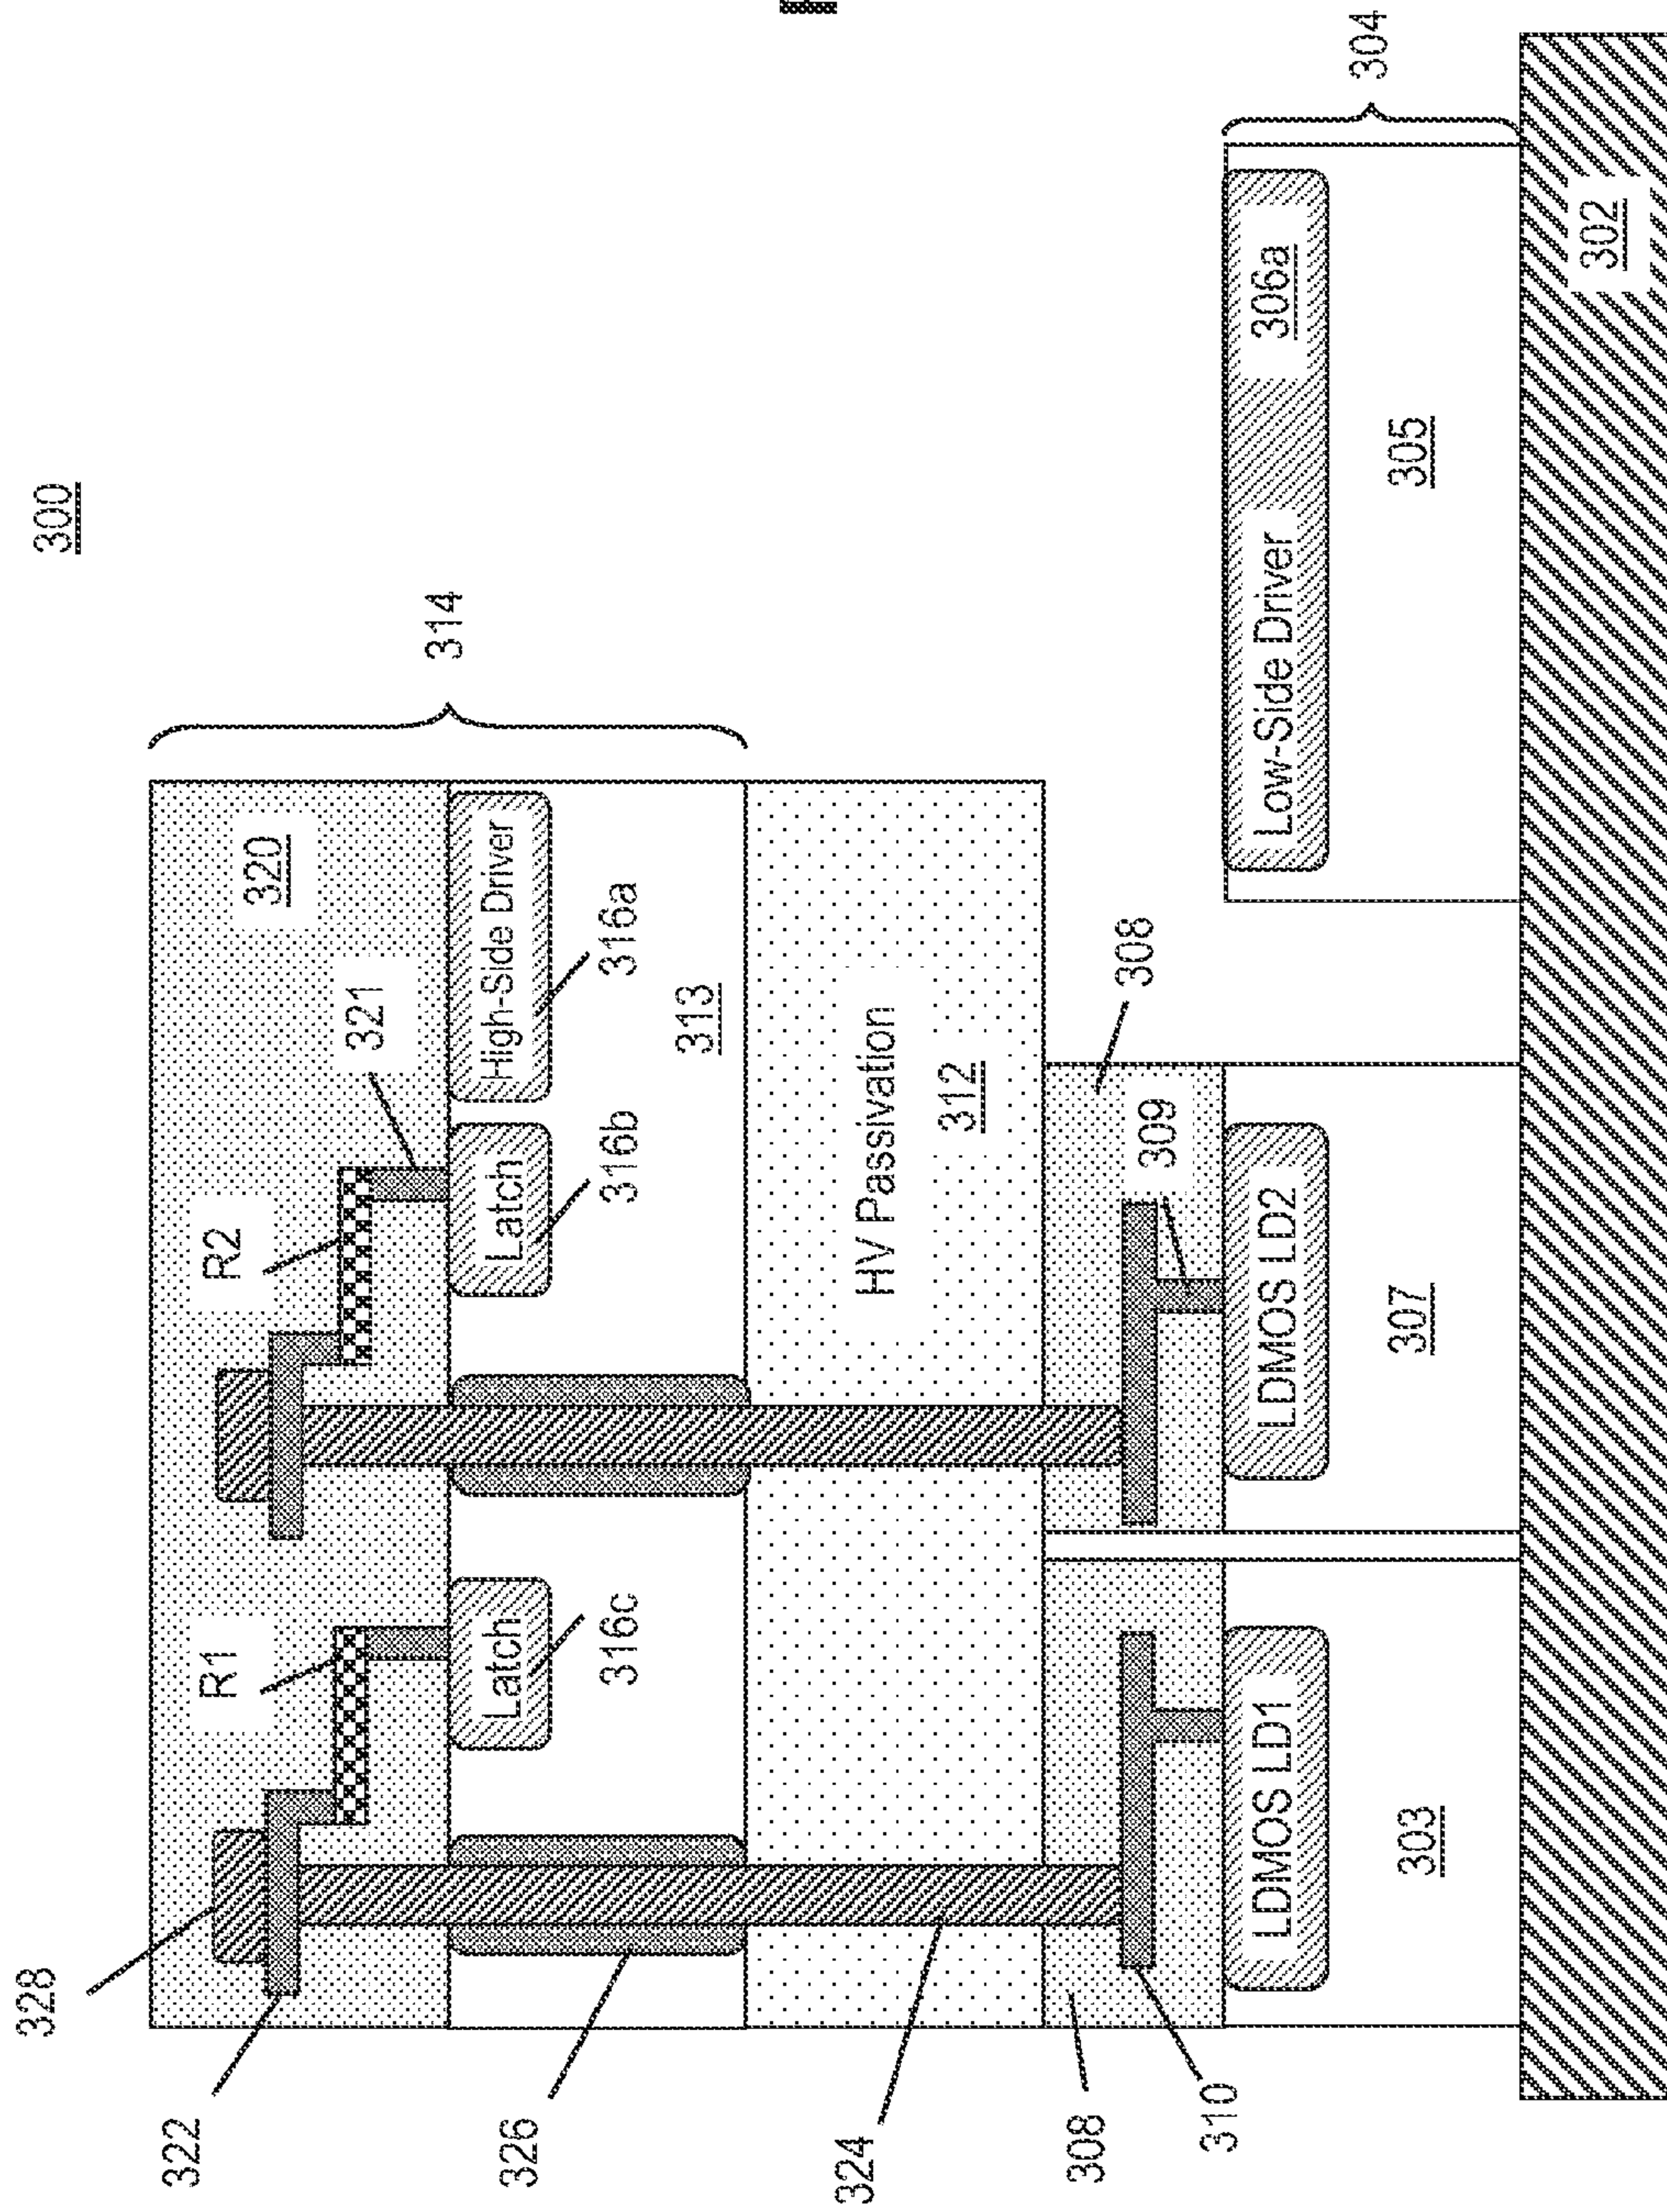 300
328
322
326
324
308
310
R1
R2
320
321
314
Latch
316c
Latch
316b
High-Side Driver
316a
313
HV Passivation
312
308
309
LDMOS LD1
303
LDMOS LD2
307
Low-Side Driver
306a
305
304
302